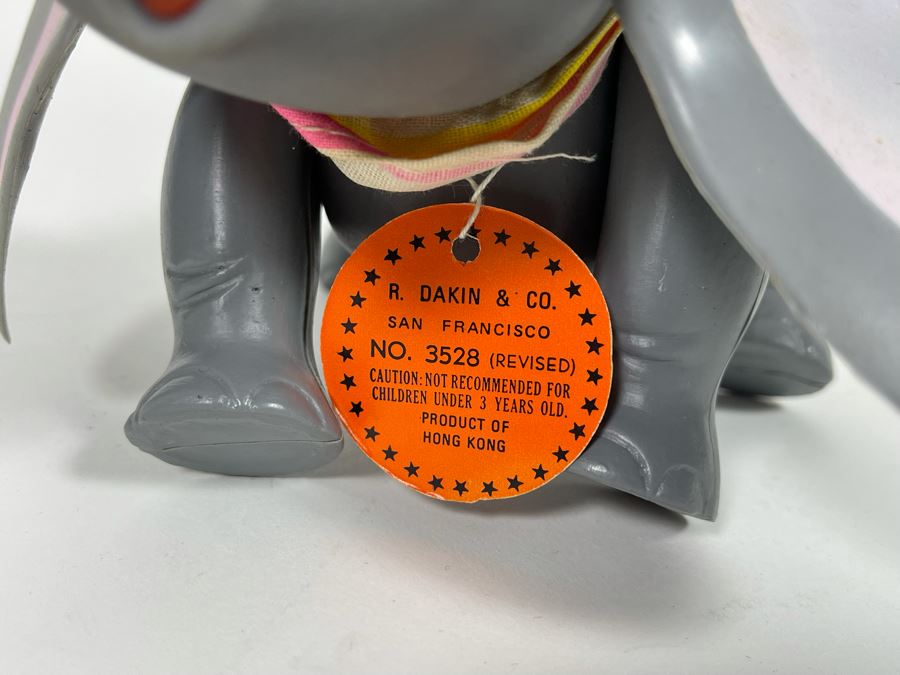 R. DAKIN & CO.
SAN FRANCISCO
NO. 3528 (REVISED)
CAUTION: NOT RECOMMENDED FOR
CHILDREN UNDER 3 YEARS OLD.
PRODUCT OF
HONG KONG